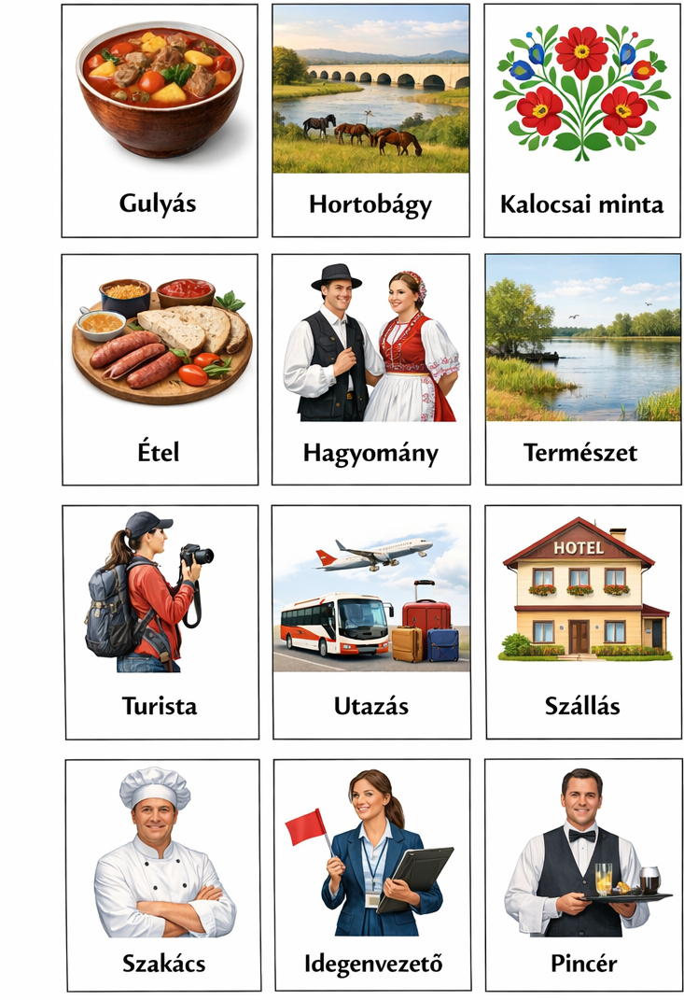 Gulyás
Hortobágy
Kalocsai minta
Étel
Hagyomány
Természet
HOTEL
Turista
Utazás
Szállás
Szakács
Idegenvezető
Pincér